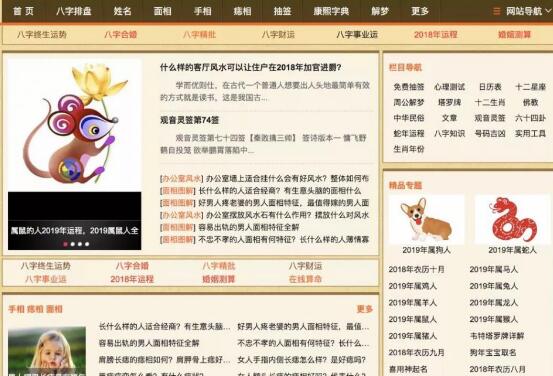 首 页 八字排盘 姓名 面相 手相 痣相 抽签 康熙字典 解梦 更多 ☰ 网站导航
八字终生运势 八字合婚 八字精批 八字财运 八字事业运 2018年运程 婚姻测算
什么样的客厅风水可以让住户在2018年加官进爵?
学而优则仕，在古代一个普通人想要出人头地最简单有效
的方式就是读书，这是我国古...
观音灵签第74签
观音灵签第七十四签 【秦败擒三帅】 签诗版本一 慵飞野
鹤自投笼 欲举鹏霄落陷中...
[办公室风水] 办公室墙上适合挂什么会有好风水？整体如何布
[面相图解] 长什么样的人适合经商？有生意头脑的面相什么
[面相图解] 好男人疼老婆的男人面相特征，最值得嫁的男人面
[办公室风水] 办公室摆放风水石有什么作用？摆放什么对风水
[面相图解] 容易出轨的男人面相特征全解
[面相图解] 不忠不孝的人面相有何特征？长什么样的人薄情寡
属鼠的人2019年运程，2019属鼠人全
八字终生运势 八字合婚 八字精批 八字财运
八字事业运 2018年运程 婚姻测算 在线算命
手相 痣相 面相 更多
长什么样的人适合经商？有生意头... 好男人疼老婆的男人面相特征，最值...
容易出轨的男人面相特征全解 不忠不孝的人面相有何特征？长什...
肩膀长痣的痣相如何？肩胛骨上痣... 女人手指内侧长痣怎么样？是好痣吗?
栏目导航
免费抽签 心理测试 日历表 十二星座
周公解梦 塔罗牌 十二生肖 佛教
中华民俗 文章 观音灵签 六十四卦
蛇年运程 八字知识 号码吉凶 实用工具
生肖年份
精品专题
2019年属狗人 2019年属蛇人
2018年农历十月 2019年属马人
2019年属鸡人 2019年属兔人
2019年属羊人 2019年属龙人
2019年属鼠人 2019年属猴人
2019年属猪人 韦特塔罗牌详解
2018年农历九月 狗年宝宝取名
喜用神起名 2018年农历八月